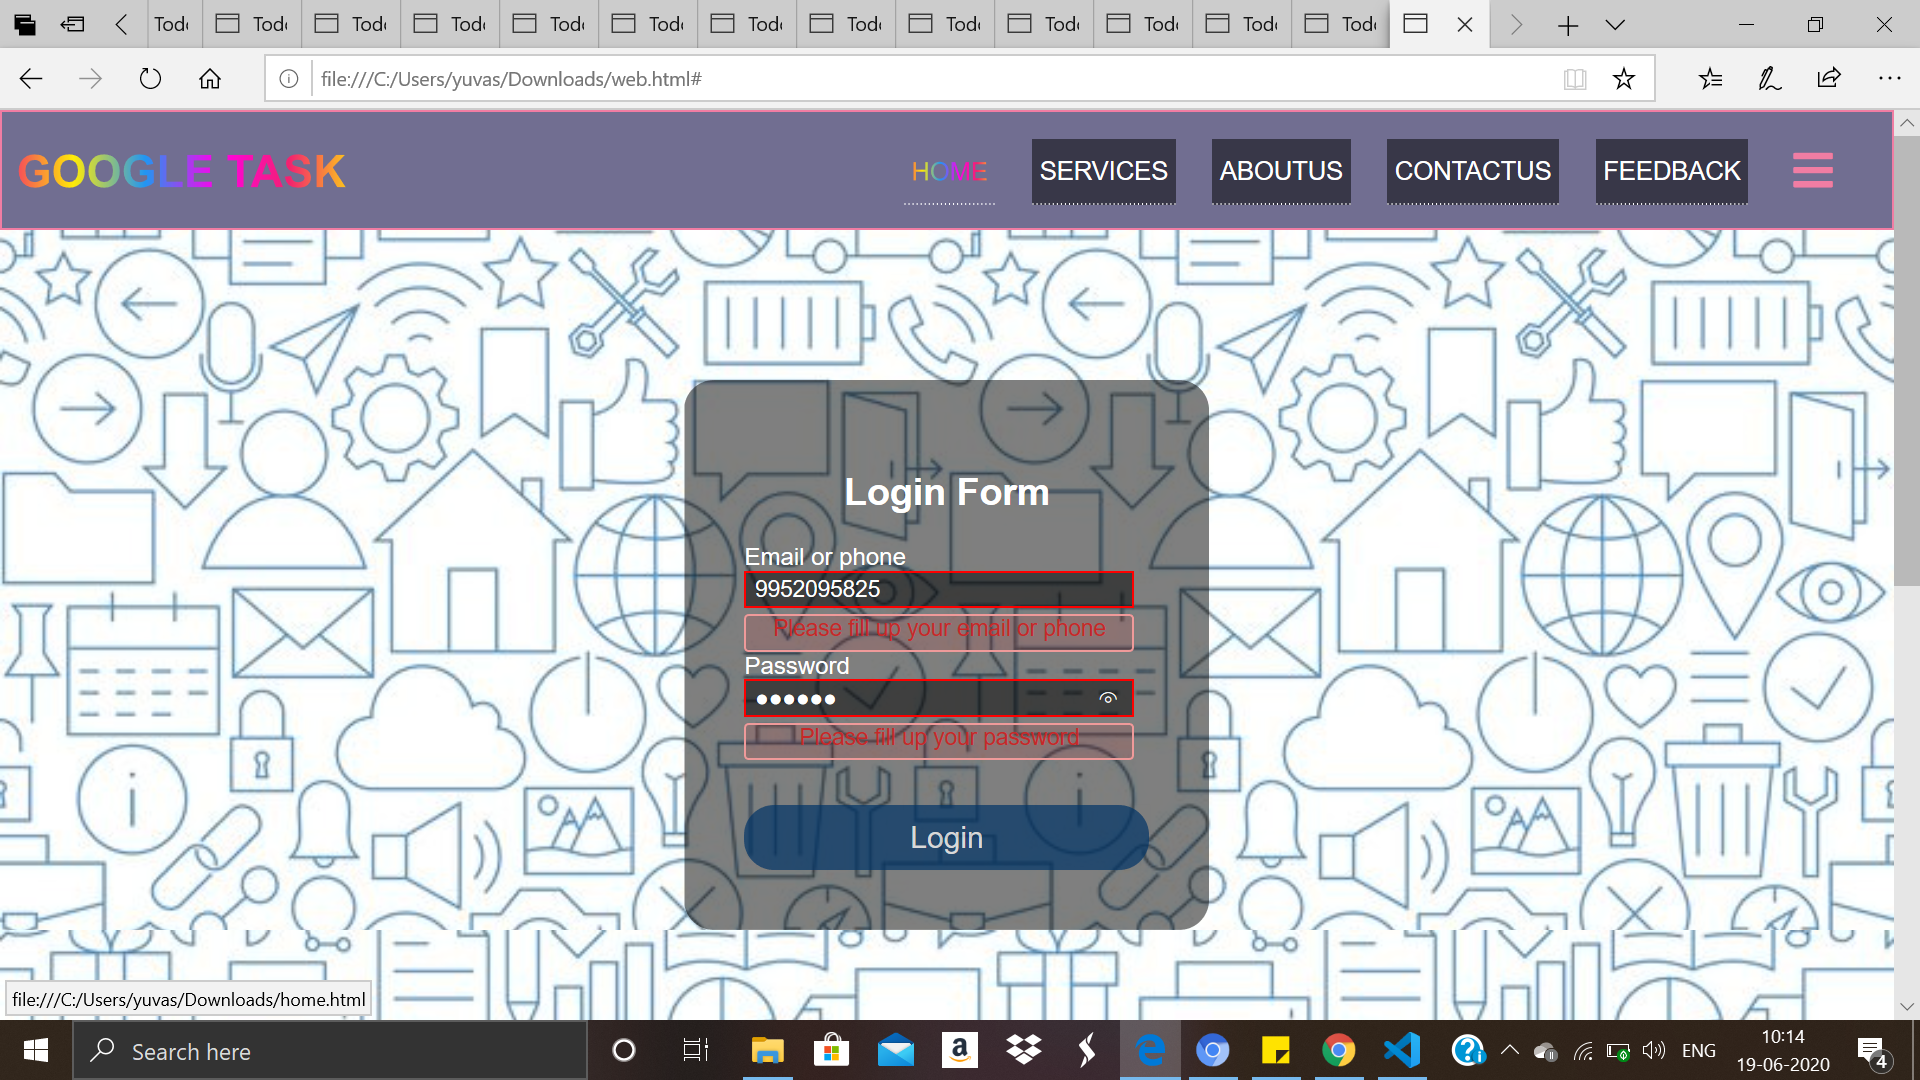 Tod Tod Tod Tod Tod Tod Tod Tod Tod Tod Tod Tod Tod
file:///C:/Users/yuvas/Downloads/web.html#
GOOGLE TASK
HOME
SERVICES
ABOUTUS
CONTACTUS
FEEDBACK
Login Form
Email or phone
9952095825
Please fill up your email or phone
Password
Please fill up your password
Login
file:///C:/Users/yuvas/Downloads/home.html
Search here
ENG
10:14
19-06-2020
4